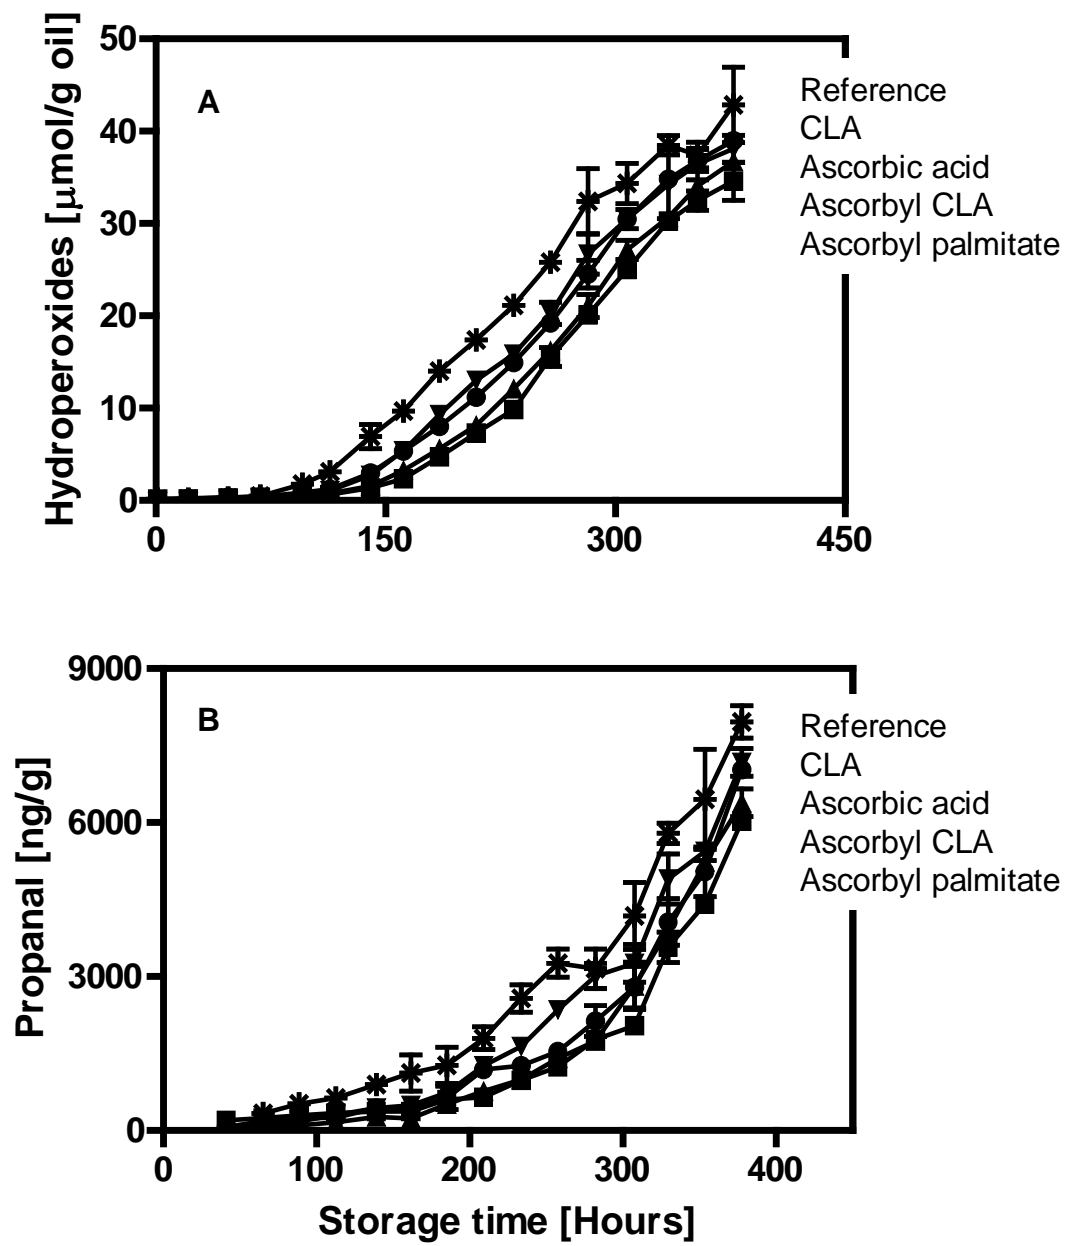 50
40
30
20
10
0
Hydroperoxides [μmol/g oil]
A
Reference
CLA
Ascorbic acid
Ascorbyl CLA
Ascorbyl palmitate
0 150 300 450
9000
6000
3000
0
Propanal [ng/g]
B
Reference
CLA
Ascorbic acid
Ascorbyl CLA
Ascorbyl palmitate
0 100 200 300 400
Storage time [Hours]